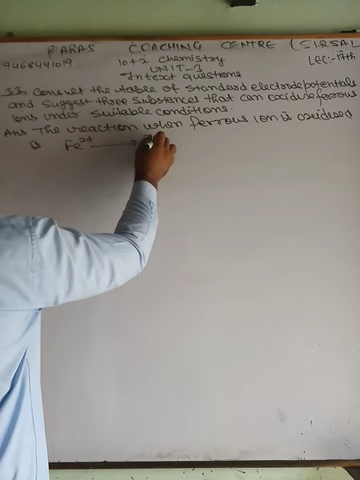 PARAS COACHING CENTRE (SIRSA)
9468441019 10+2 chemistry LEC:-17th
UNIT-3
Intext questions
3.3 Consult the table of standard electrode potentials
and suggest three substances that can oxidise ferrous
ions under suitable conditions.
Ans The reaction when ferrous ion is oxidised
is Fe2+ →